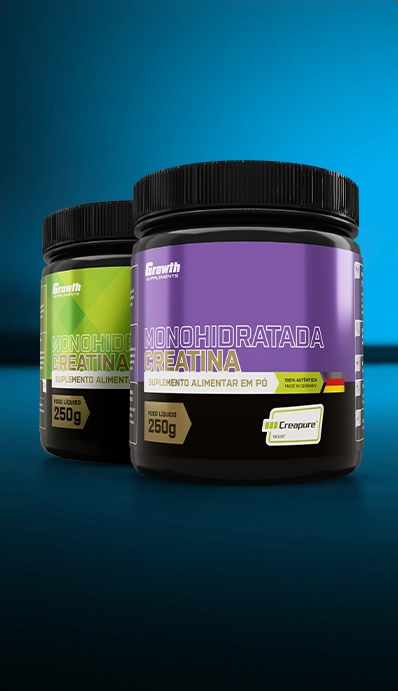 Growth
SUPPLEMENTS
MONOHID
CREATINA
SUPLEMENTO ALIMENTA
PESO LÍQUIDO
250g
Growth
SUPPLEMENTS
MONOHIDRATADA
CREATINA
SUPLEMENTO ALIMENTAR EM PÓ
100% AUTÊNTICA
MADE IN GERMANY
PESO LÍQUIDO
250g
Creapure®